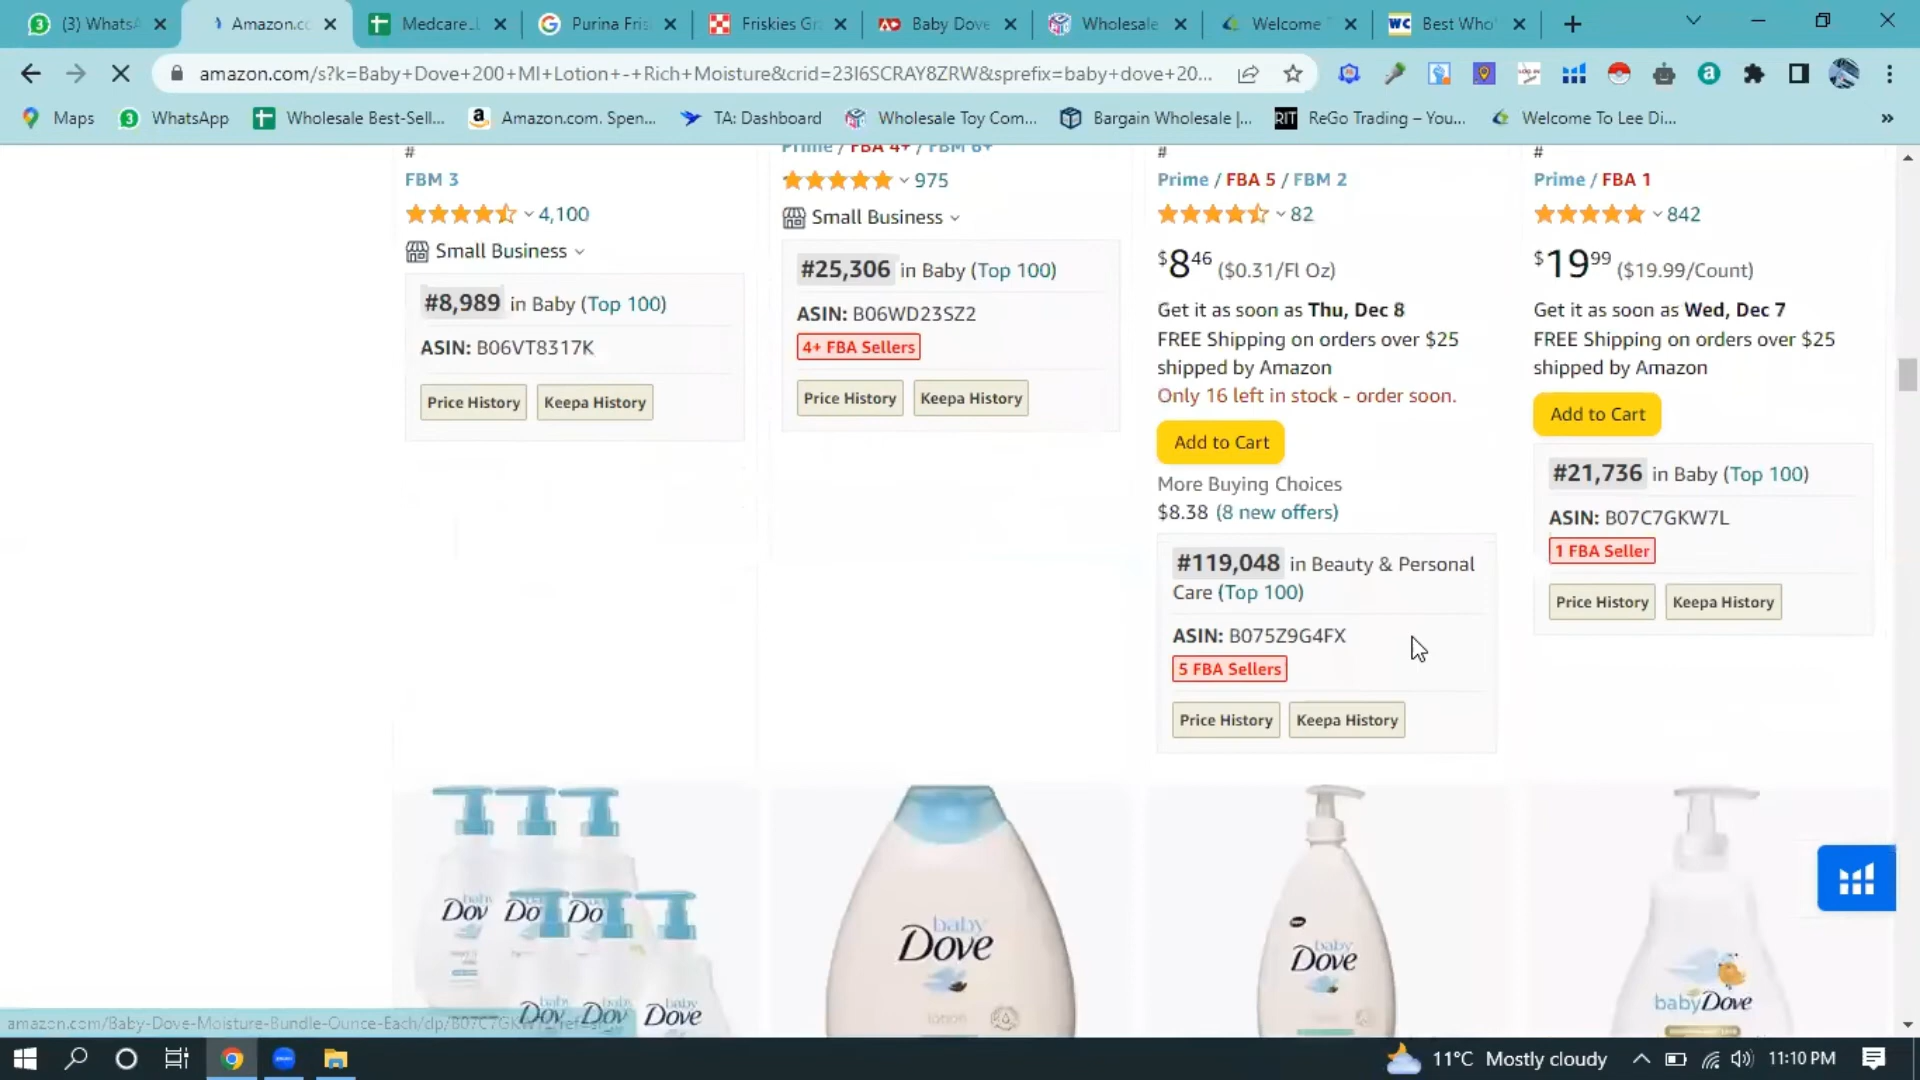 (3) WhatsA
Amazon.co
Medcare_L
Purina Fris
Friskies Gr
Baby Dove
Wholesale
Welcome T
Best Who
amazon.com/s?k=Baby+Dove+200+Ml+Lotion+-+Rich+Moisture&crid=23I6SCRAY8ZRW&sprefix=baby+dove+20...
Maps
WhatsApp
Wholesale Best-Sell...
Amazon.com. Spen...
TA: Dashboard
Wholesale Toy Com...
Bargain Wholesale |...
RIT
ReGo Trading – You...
Welcome To Lee Di...
»
#
FBM 3
4,100
Small Business
#8,989 in Baby (Top 100)
ASIN: B06VT8317K
Price History Keepa History
Prime / FBA 4+ / FBM 6+
975
Small Business
#25,306 in Baby (Top 100)
ASIN: B06WD23SZ2
4+ FBA Sellers
Price History Keepa History
#
Prime / FBA 5 / FBM 2
82
$8 46 ($0.31/Fl Oz)
Get it as soon as Thu, Dec 8
FREE Shipping on orders over $25
shipped by Amazon
Only 16 left in stock - order soon.
Add to Cart
More Buying Choices
$8.38 (8 new offers)
#119,048 in Beauty & Personal
Care (Top 100)
ASIN: B075Z9G4FX
5 FBA Sellers
Price History Keepa History
#
Prime / FBA 1
842
$19 99 ($19.99/Count)
Get it as soon as Wed, Dec 7
FREE Shipping on orders over $25
shipped by Amazon
Add to Cart
#21,736 in Baby (Top 100)
ASIN: B07C7GKW7L
1 FBA Seller
Price History Keepa History
Dov Do Do
baby
Dov Dov Dove
baby
Dove
lotion
baby
Dove
baby Dove
11°C Mostly cloudy
11:10 PM